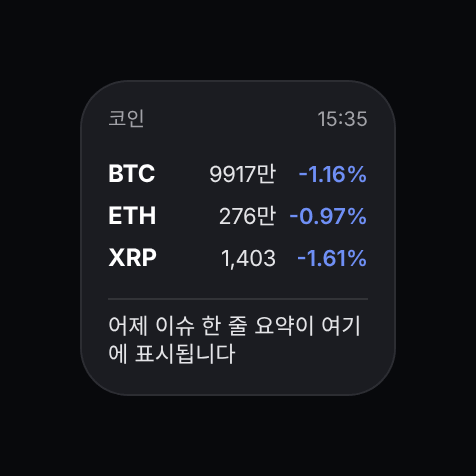 코인 15:35
BTC 9917만 -1.16%
ETH 276만 -0.97%
XRP 1,403 -1.61%
어제 이슈 한 줄 요약이 여기
에 표시됩니다